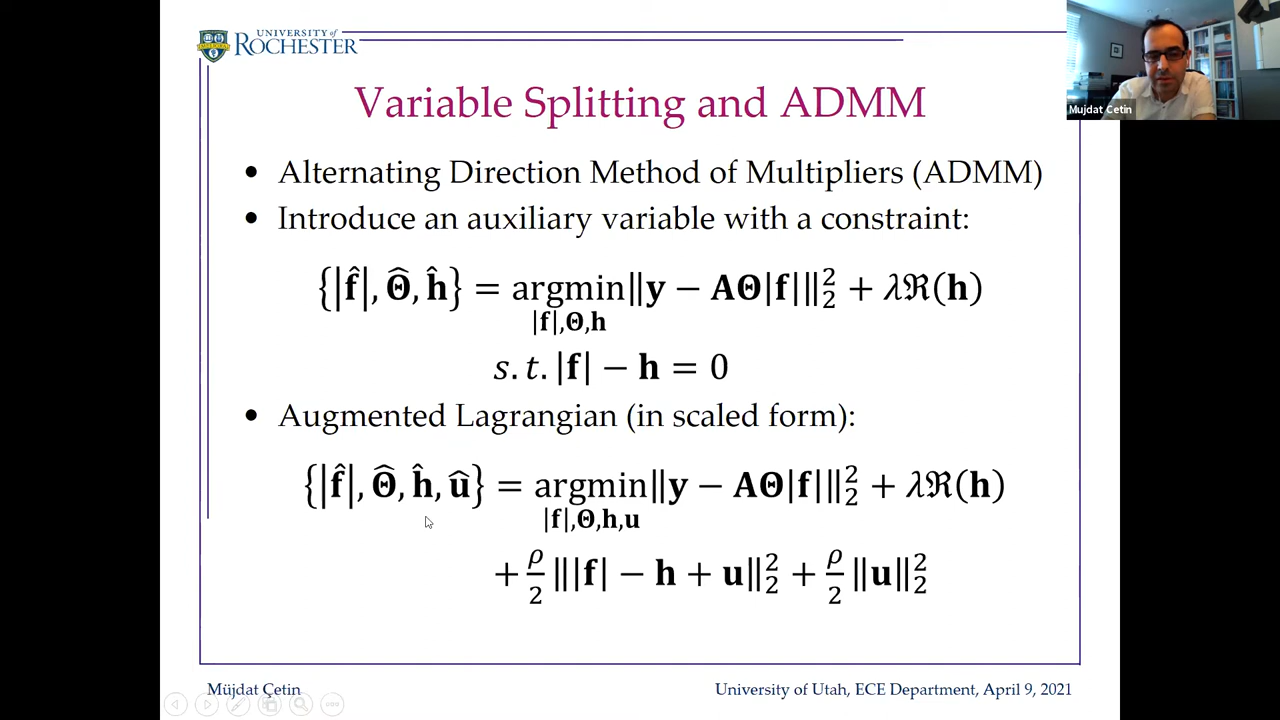 UNIVERSITY of
ROCHESTER
Mujdat Cetin
Variable Splitting and ADMM
• Alternating Direction Method of Multipliers (ADMM)
• Introduce an auxiliary variable with a constraint:
{|f̂|, Θ̂, ĥ} = argmin‖y − AΘ|f|‖₂² + λℜ(h)
|f|,Θ,h
s.t. |f| − h = 0
• Augmented Lagrangian (in scaled form):
{|f̂|, Θ̂, ĥ, û} = argmin‖y − AΘ|f|‖₂² + λℜ(h)
|f|,Θ,h,u
+ ρ/2 ‖|f| − h + u‖₂² + ρ/2 ‖u‖₂²
Müjdat Çetin
University of Utah, ECE Department, April 9, 2021